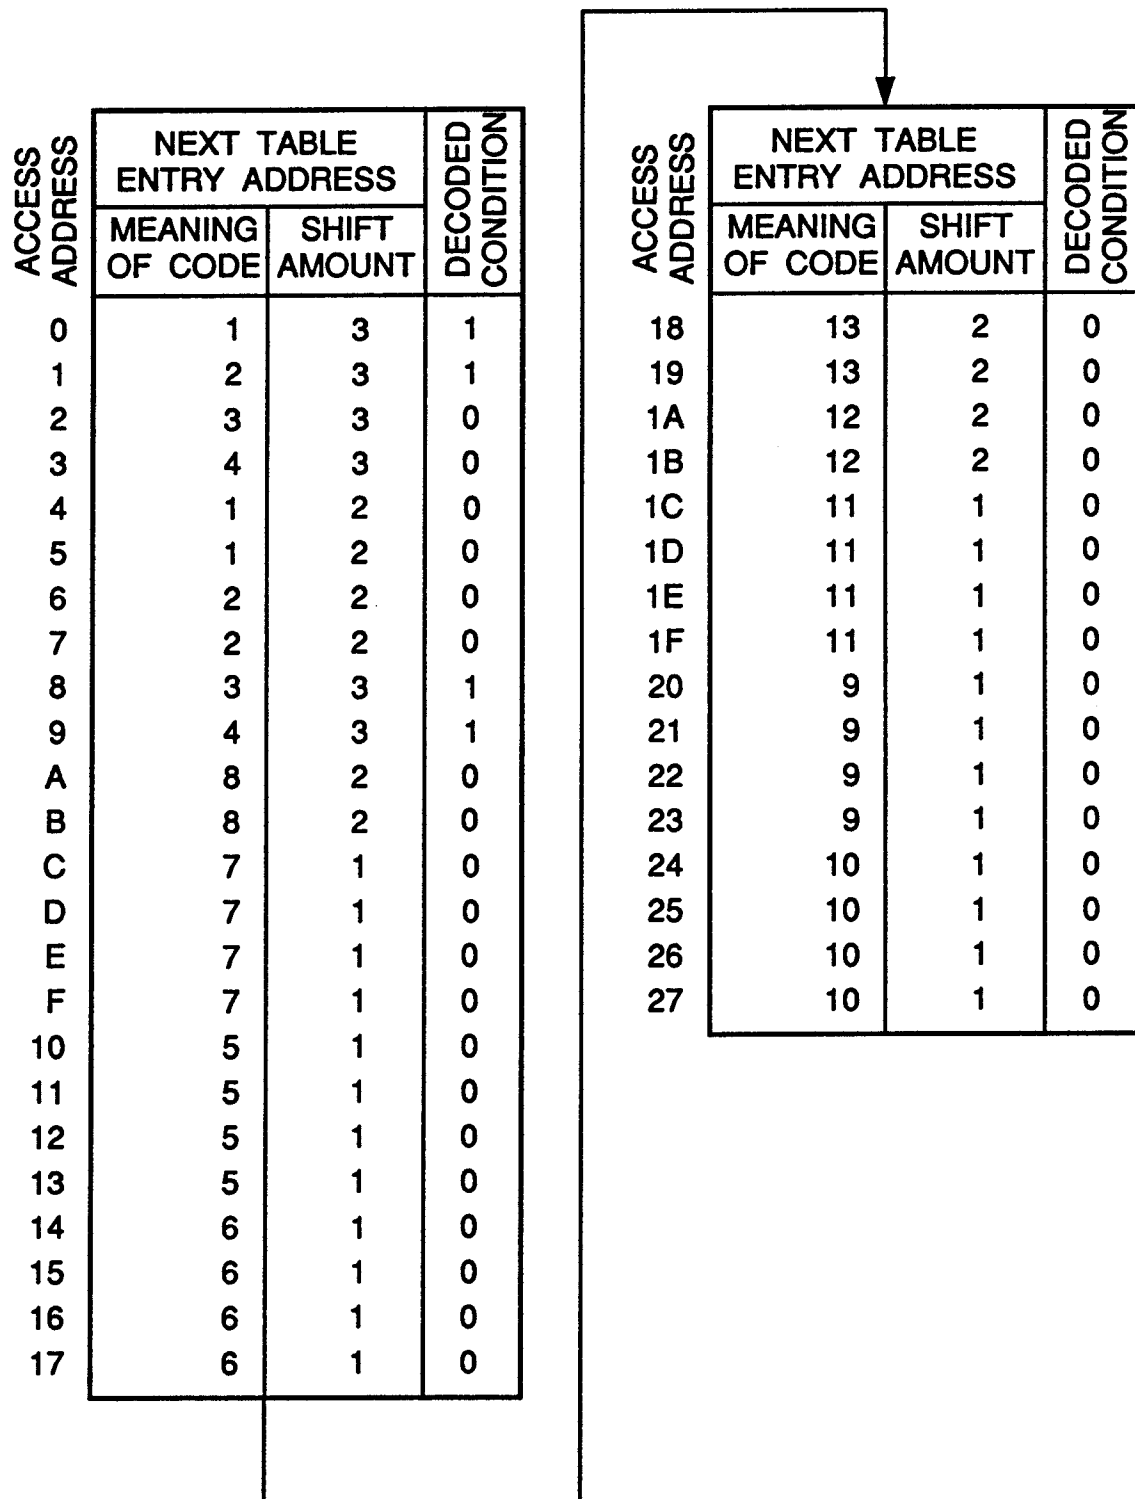 ACCESS ADDRESS
NEXT TABLE ENTRY ADDRESS
DECODED CONDITION
MEANING OF CODE
SHIFT AMOUNT
0 1 3 1
1 2 3 1
2 3 3 0
3 4 3 0
4 1 2 0
5 1 2 0
6 2 2 0
7 2 2 0
8 3 3 1
9 4 3 1
A 8 2 0
B 8 2 0
C 7 1 0
D 7 1 0
E 7 1 0
F 7 1 0
10 5 1 0
11 5 1 0
12 5 1 0
13 5 1 0
14 6 1 0
15 6 1 0
16 6 1 0
17 6 1 0
ACCESS ADDRESS
NEXT TABLE ENTRY ADDRESS
DECODED CONDITION
MEANING OF CODE
SHIFT AMOUNT
18 13 2 0
19 13 2 0
1A 12 2 0
1B 12 2 0
1C 11 1 0
1D 11 1 0
1E 11 1 0
1F 11 1 0
20 9 1 0
21 9 1 0
22 9 1 0
23 9 1 0
24 10 1 0
25 10 1 0
26 10 1 0
27 10 1 0